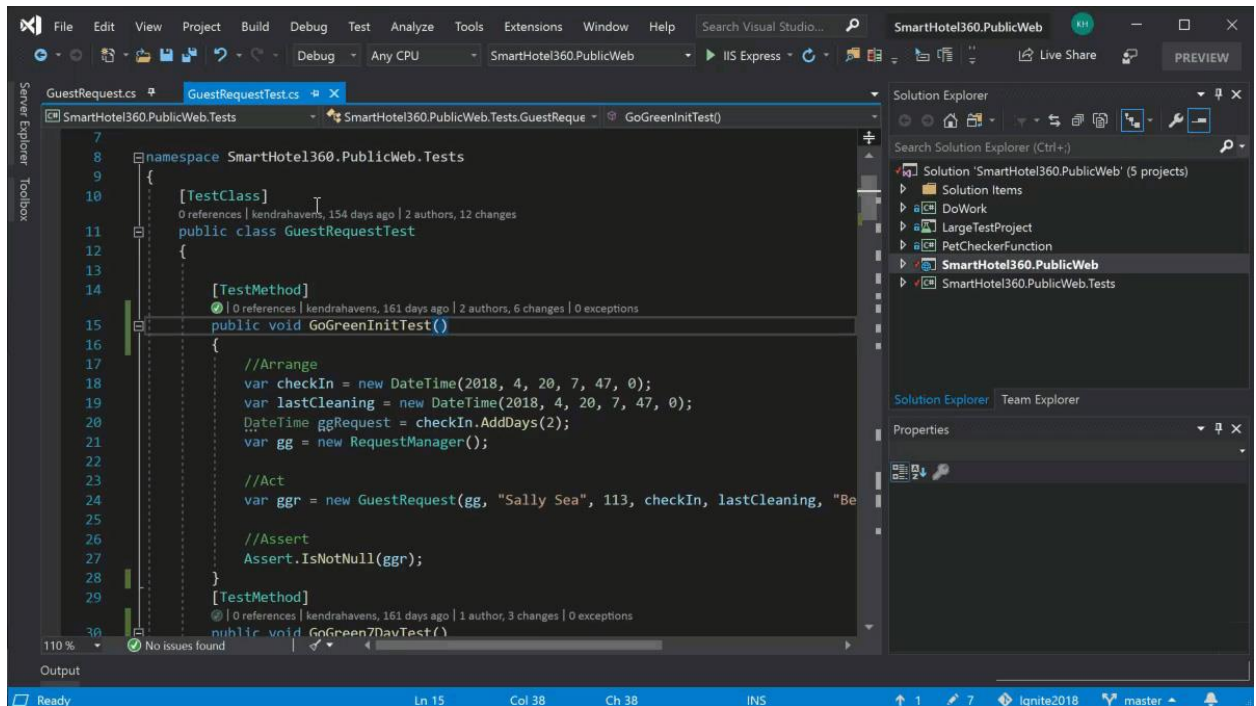 File Edit View Project Build Debug Test Analyze Tools Extensions Window Help Search Visual Studio... SmartHotel360.PublicWeb KH
Debug Any CPU SmartHotel360.PublicWeb IIS Express Live Share PREVIEW
Server Explorer
Toolbox
GuestRequest.cs GuestRequestTest.cs
SmartHotel360.PublicWeb.Tests SmartHotel360.PublicWeb.Tests.GuestReque GoGreenInitTest()
7
8 namespace SmartHotel360.PublicWeb.Tests
9 {
10 [TestClass]
0 references | kendrahavens, 154 days ago | 2 authors, 12 changes
11 public class GuestRequestTest
12 {
13
14 [TestMethod]
0 references | kendrahavens, 161 days ago | 2 authors, 6 changes | 0 exceptions
15 public void GoGreenInitTest()
16 {
17 //Arrange
18 var checkIn = new DateTime(2018, 4, 20, 7, 47, 0);
19 var lastCleaning = new DateTime(2018, 4, 20, 7, 47, 0);
20 DateTime ggRequest = checkIn.AddDays(2);
21 var gg = new RequestManager();
22
23 //Act
24 var ggr = new GuestRequest(gg, "Sally Sea", 113, checkIn, lastCleaning, "Be
25
26 //Assert
27 Assert.IsNotNull(ggr);
28 }
29 [TestMethod]
0 references | kendrahavens, 161 days ago | 1 author, 3 changes | 0 exceptions
30 public void GoGreen7DayTest()
110 % No issues found
Output
Solution Explorer
Search Solution Explorer (Ctrl+;)
Solution 'SmartHotel360.PublicWeb' (5 projects)
Solution Items
DoWork
LargeTestProject
PetCheckerFunction
SmartHotel360.PublicWeb
SmartHotel360.PublicWeb.Tests
Solution Explorer Team Explorer
Properties
Ready Ln 15 Col 38 Ch 38 INS 1 7 Ignite2018 master